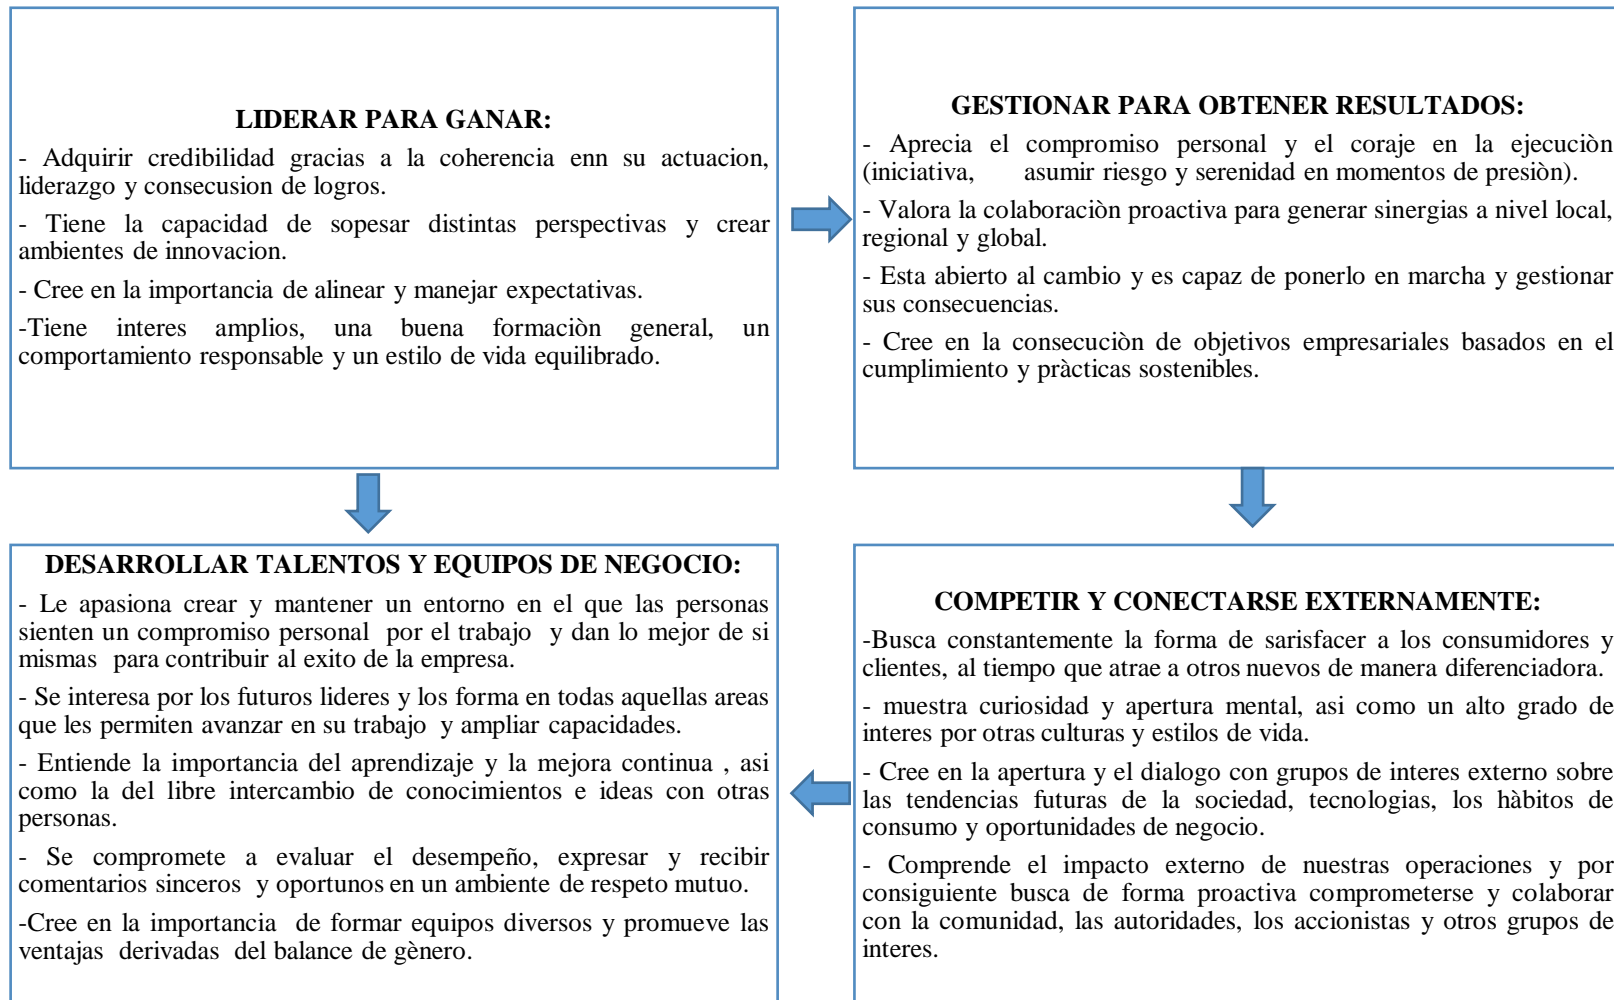 LIDERAR PARA GANAR:
- Adquirir credibilidad gracias a la coherencia enn su actuacion,
liderazgo y consecusion de logros.
- Tiene la capacidad de sopesar distintas perspectivas y crear
ambientes de innovacion.
- Cree en la importancia de alinear y manejar expectativas.
-Tiene interes amplios, una buena formaciòn general, un
comportamiento responsable y un estilo de vida equilibrado.
GESTIONAR PARA OBTENER RESULTADOS:
- Aprecia el compromiso personal y el coraje en la ejecuciòn
(iniciativa, asumir riesgo y serenidad en momentos de presiòn).
- Valora la colaboraciòn proactiva para generar sinergias a nivel local,
regional y global.
- Esta abierto al cambio y es capaz de ponerlo en marcha y gestionar
sus consecuencias.
- Cree en la consecuciòn de objetivos empresariales basados en el
cumplimiento y pràcticas sostenibles.
DESARROLLAR TALENTOS Y EQUIPOS DE NEGOCIO:
- Le apasiona crear y mantener un entorno en el que las personas
sienten un compromiso personal por el trabajo y dan lo mejor de si
mismas para contribuir al exito de la empresa.
- Se interesa por los futuros lideres y los forma en todas aquellas areas
que les permiten avanzar en su trabajo y ampliar capacidades.
- Entiende la importancia del aprendizaje y la mejora continua , asi
como la del libre intercambio de conocimientos e ideas con otras
personas.
- Se compromete a evaluar el desempeño, expresar y recibir
comentarios sinceros y oportunos en un ambiente de respeto mutuo.
-Cree en la importancia de formar equipos diversos y promueve las
ventajas derivadas del balance de gènero.
COMPETIR Y CONECTARSE EXTERNAMENTE:
-Busca constantemente la forma de sarisfacer a los consumidores y
clientes, al tiempo que atrae a otros nuevos de manera diferenciadora.
- muestra curiosidad y apertura mental, asi como un alto grado de
interes por otras culturas y estilos de vida.
- Cree en la apertura y el dialogo con grupos de interes externo sobre
las tendencias futuras de la sociedad, tecnologias, los hàbitos de
consumo y oportunidades de negocio.
- Comprende el impacto externo de nuestras operaciones y por
consiguiente busca de forma proactiva comprometerse y colaborar
con la comunidad, las autoridades, los accionistas y otros grupos de
interes.